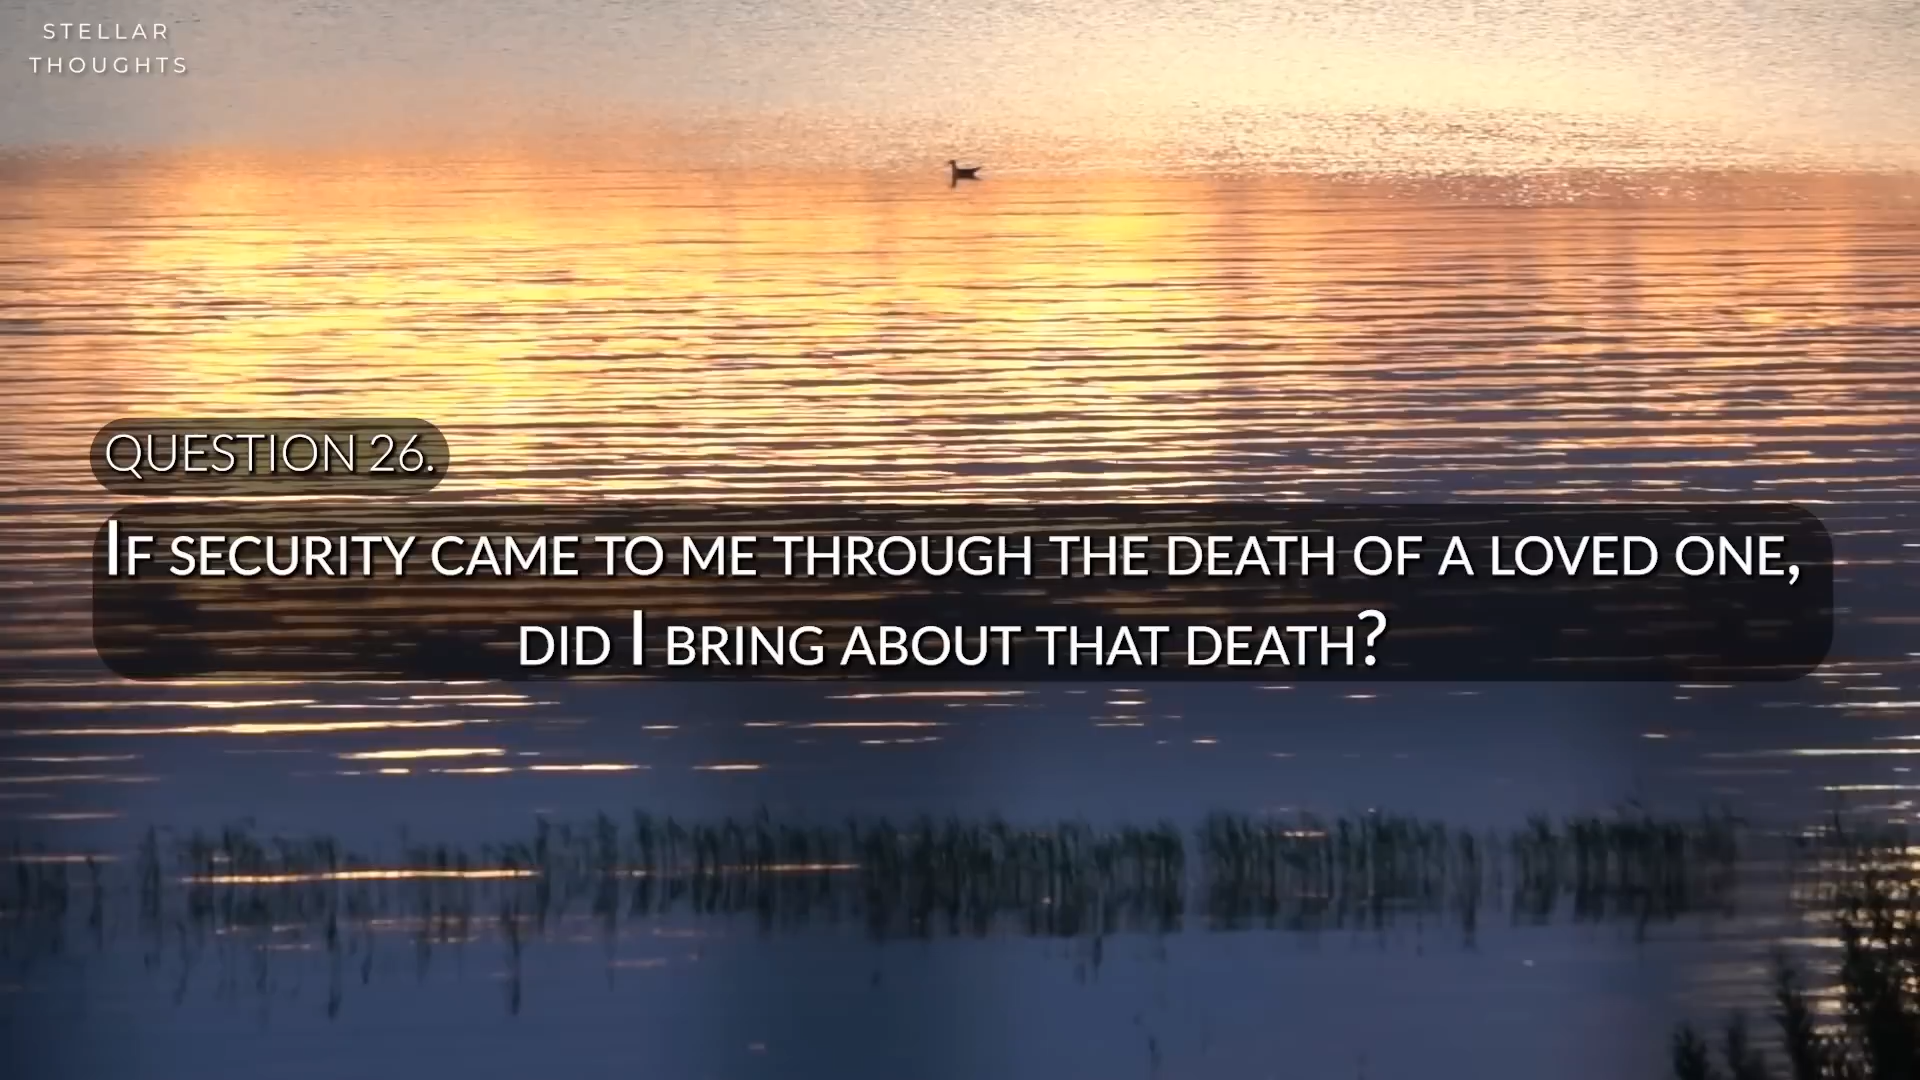 STELLAR
THOUGHTS
QUESTION 26.
IF SECURITY CAME TO ME THROUGH THE DEATH OF A LOVED ONE,
DID I BRING ABOUT THAT DEATH?